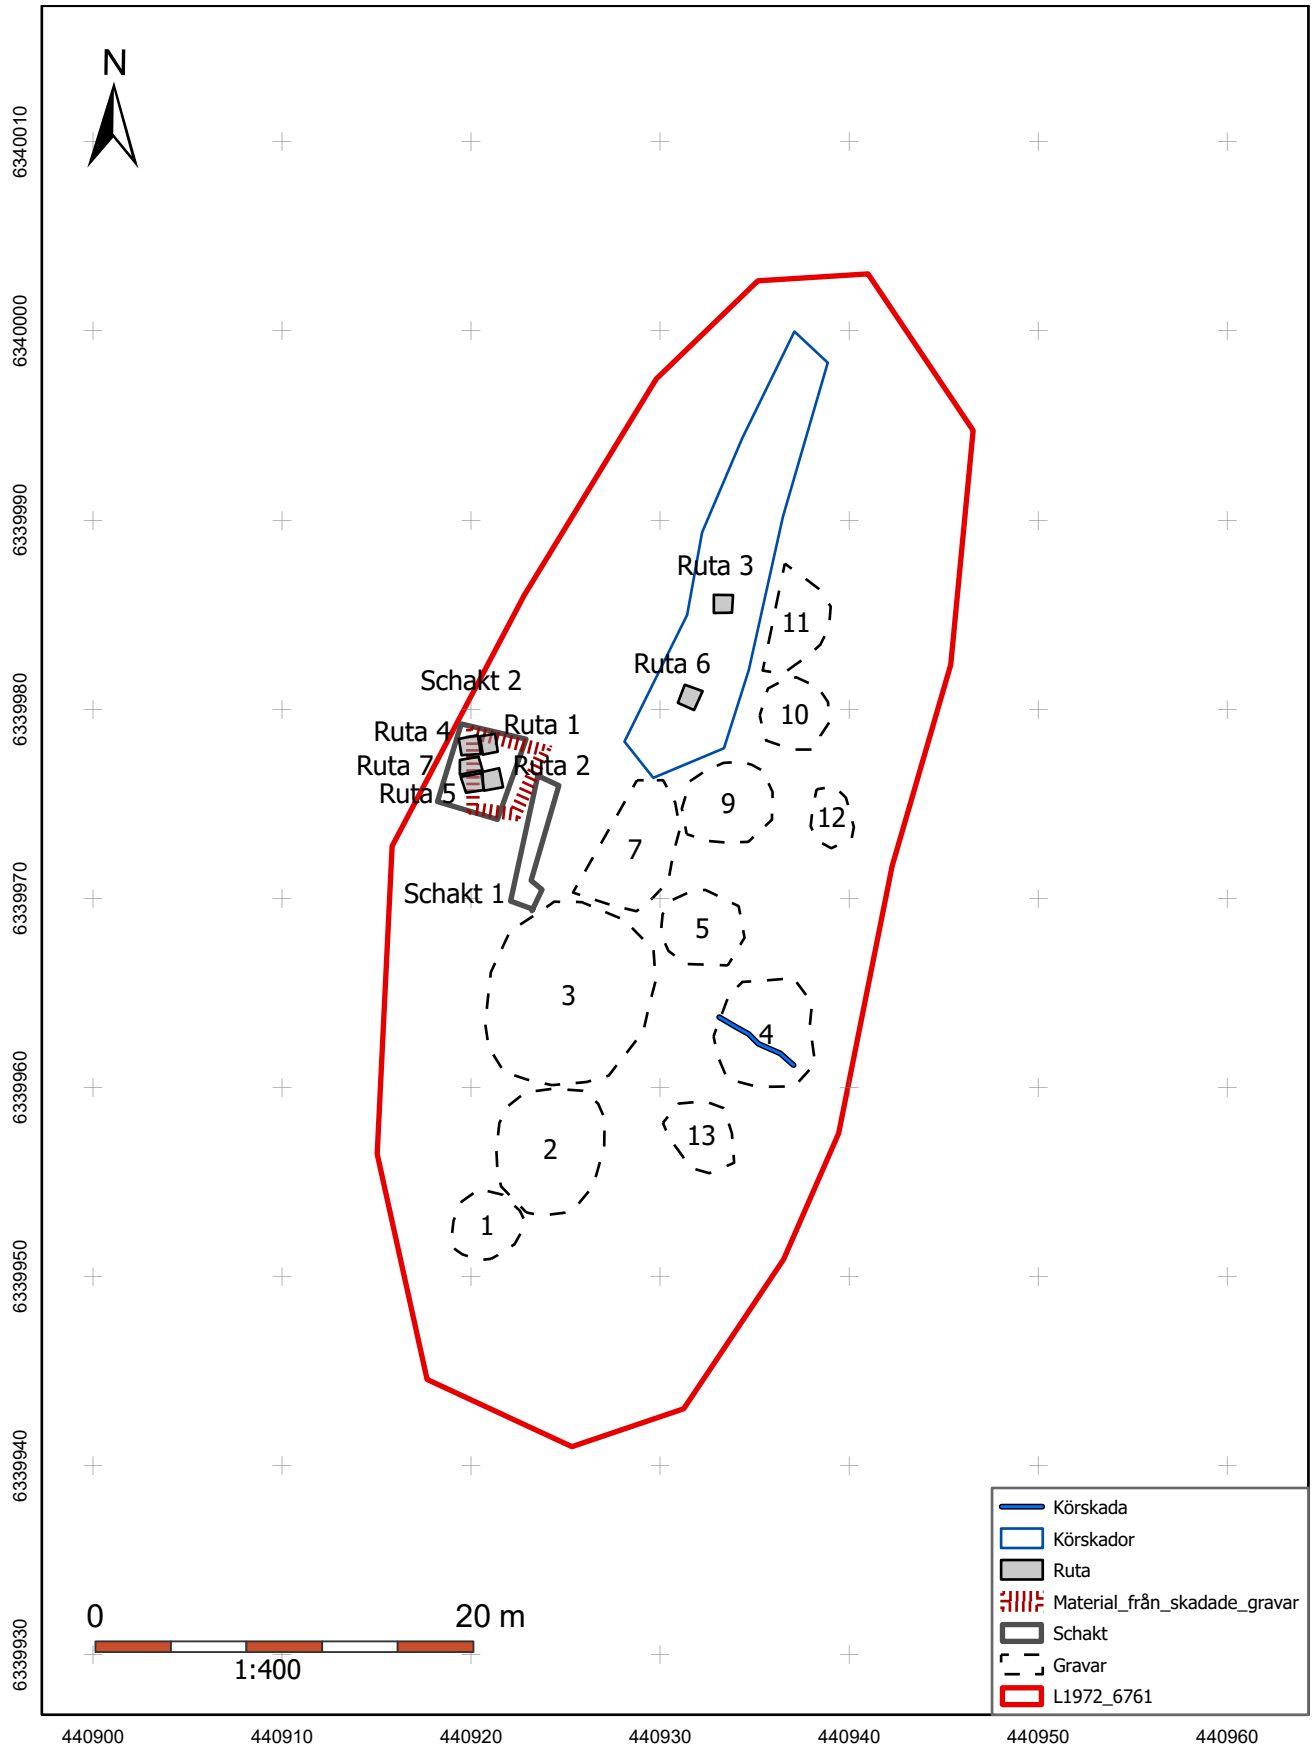 N
6340010
6340000
6339990
6339980
6339970
6339960
6339950
6339940
6339930
Ruta 3
11
Ruta 6
Schakt 2
10
Ruta 4
Ruta 1
Ruta 7
Ruta 2
Ruta 5
9
12
7
Schakt 1
5
3
4
13
2
1
0
20 m
1:400
Körskada
Körskador
Ruta
Material_från_skadade_gravar
Schakt
Gravar
L1972_6761
440900
440910
440920
440930
440940
440950
440960